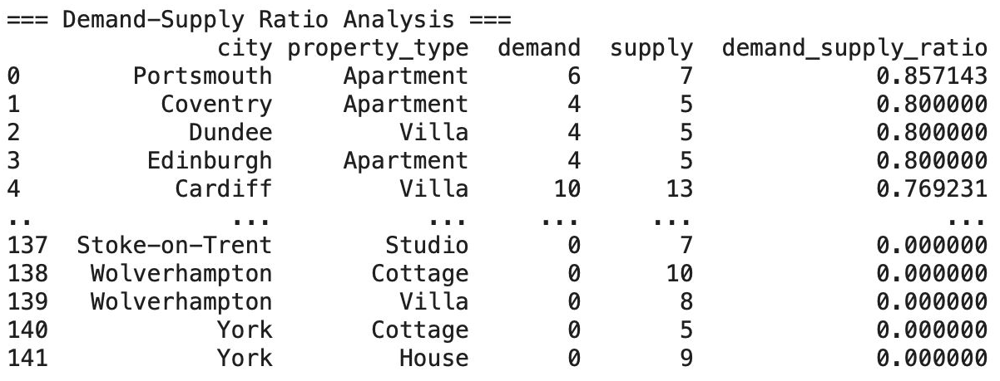 === Demand-Supply Ratio Analysis ===
city property_type demand supply demand_supply_ratio
0 Portsmouth Apartment 6 7 0.857143
1 Coventry Apartment 4 5 0.800000
2 Dundee Villa 4 5 0.800000
3 Edinburgh Apartment 4 5 0.800000
4 Cardiff Villa 10 13 0.769231
.. ... ... ... ... ...
137 Stoke-on-Trent Studio 0 7 0.000000
138 Wolverhampton Cottage 0 10 0.000000
139 Wolverhampton Villa 0 8 0.000000
140 York Cottage 0 5 0.000000
141 York House 0 9 0.000000